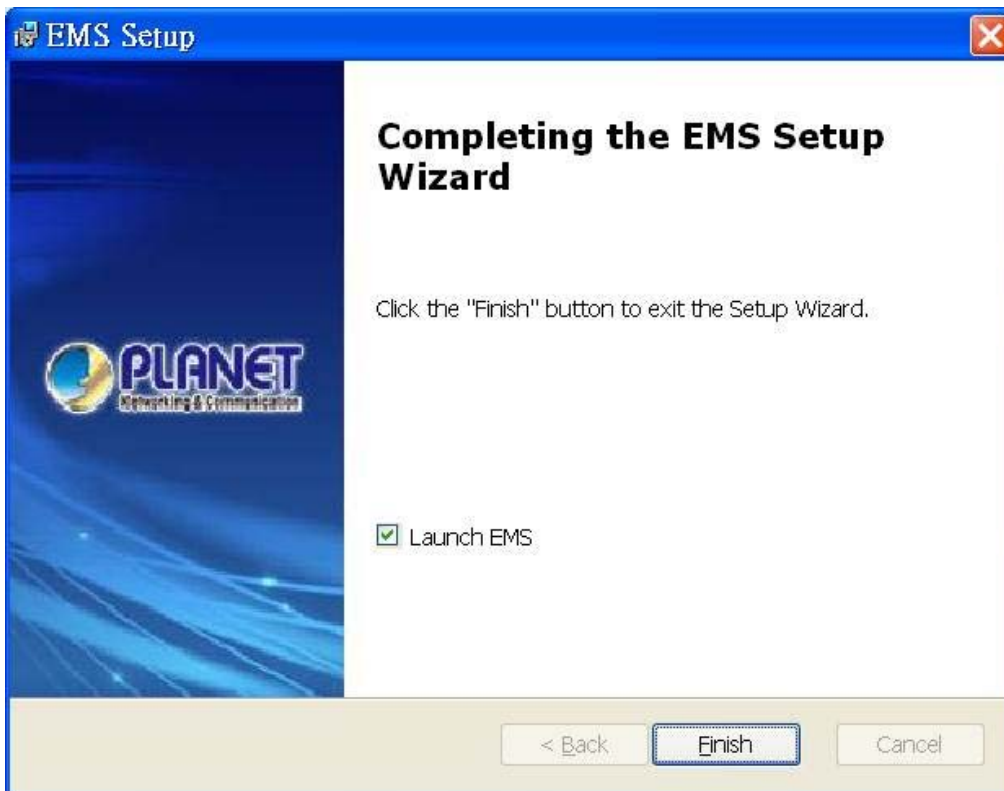 EMS Setup
Completing the EMS Setup
Wizard
Click the "Finish" button to exit the Setup Wizard.
PLANET
Networking & Communication
Launch EMS
< Back
Finish
Cancel